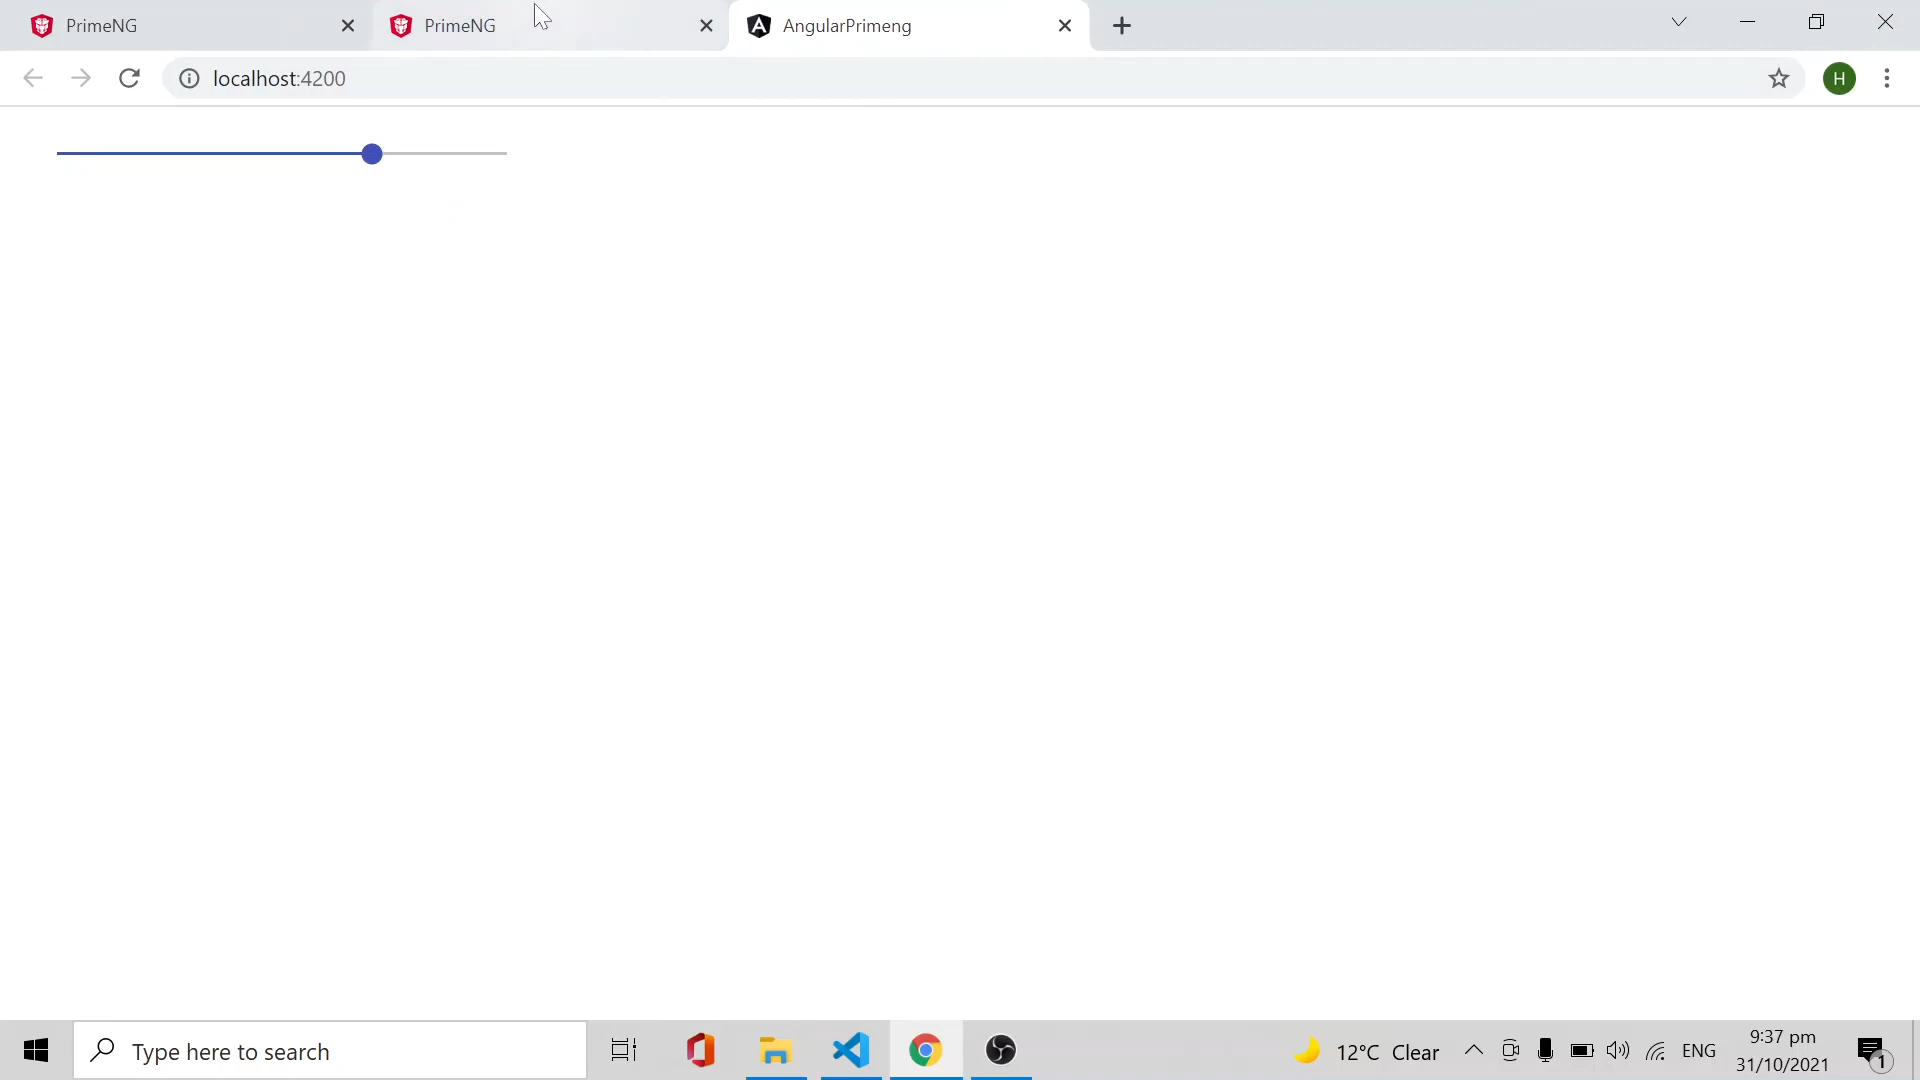 PrimeNG
PrimeNG
AngularPrimeng
localhost:4200
H
Type here to search
12°C Clear
ENG
9:37 pm
31/10/2021
1